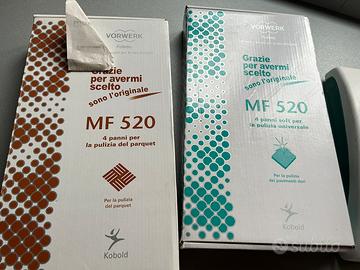 VORWERK
Folletto
Grazie
per avermi
scelto
sono l'originale
MF 520
4 panni per
la pulizia del parquet
Per la pulizia
del parquet
Kobold
VORWERK
Folletto
Grazie
per avermi
scelto
sono l'originale
MF 520
4 panni soft per
la pulizia universale
Per la pulizia
dei pavimenti duri
Kobold